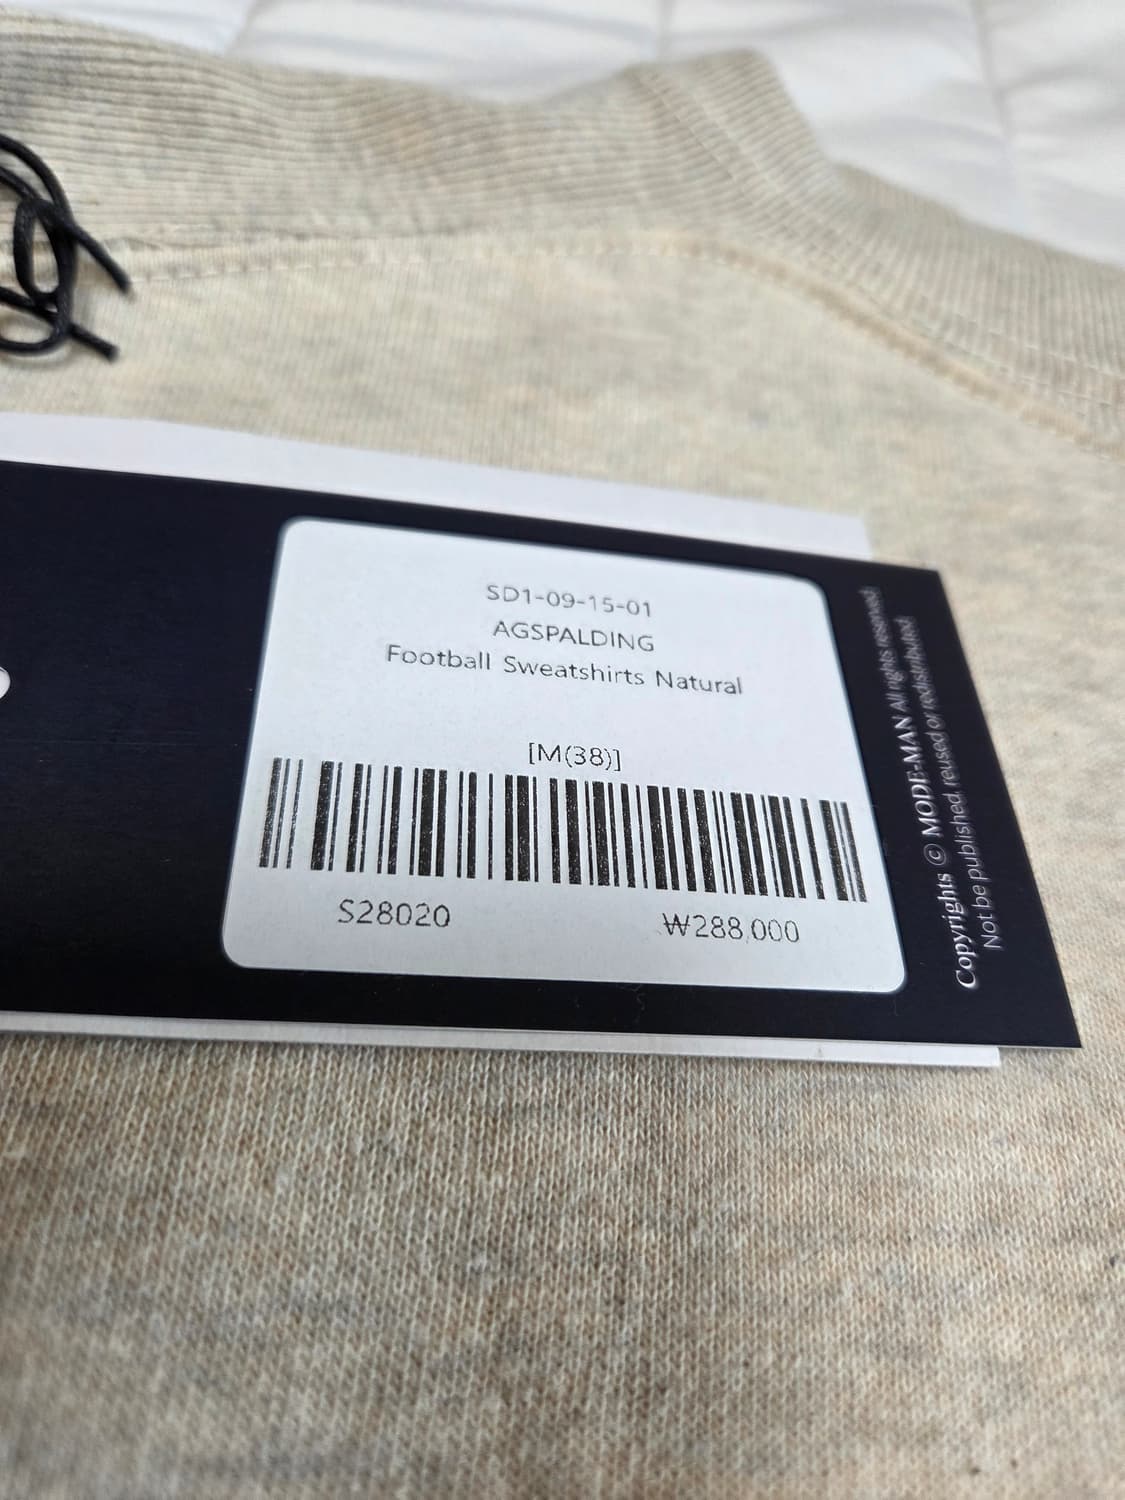 SD1-09-15-01
AGSPALDING
Football Sweatshirts Natural
[M(38)]
S28020
₩288,000
Copyrights © MODE-MAN All rights reserved.
Not be published, reused or redistributed